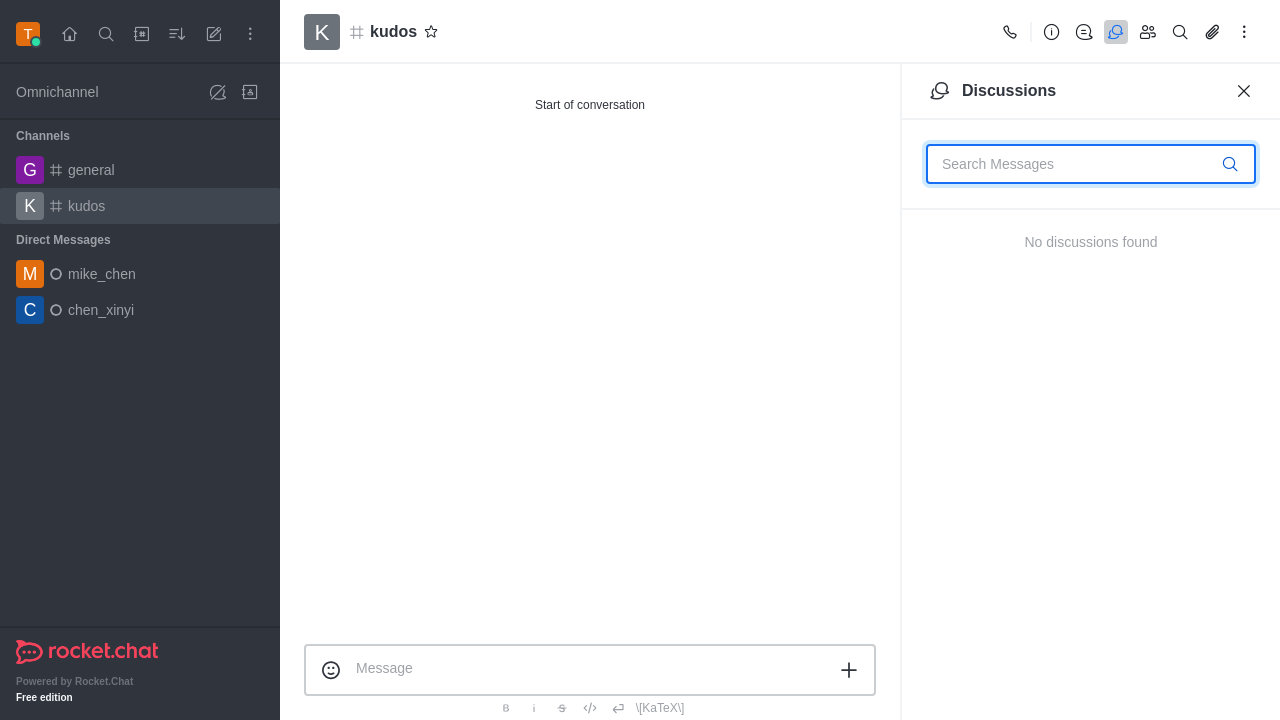 T
Omnichannel
Channels
G general
K kudos
Direct Messages
M mike_chen
C chen_xinyi
rocket.chat
Powered by Rocket.Chat
Free edition
K kudos
Start of conversation
Message
B i S \[KaTeX\]
Discussions
Search Messages
No discussions found